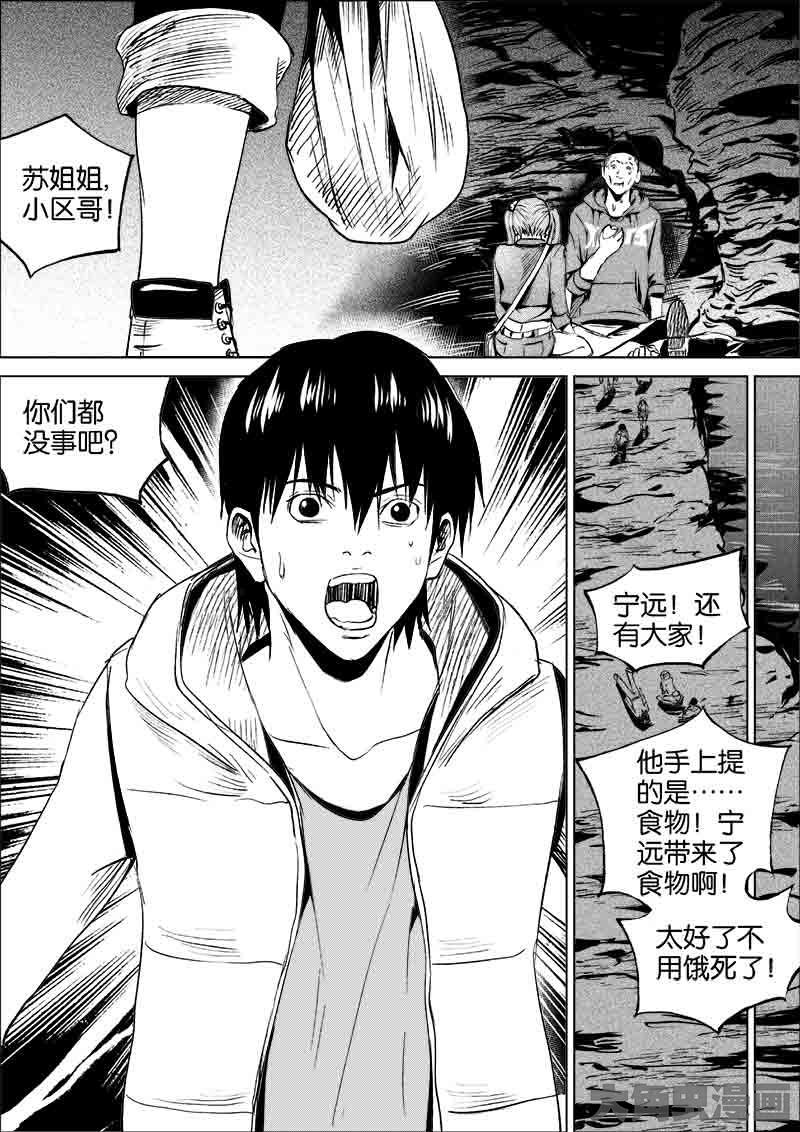 苏姐姐,
小区哥！
你们都
没事吧?
宁远！还
有大家！
他手上提
的是……
食物！宁
远带来了
食物啊！
太好了不
用饿死了！
大角虫漫画